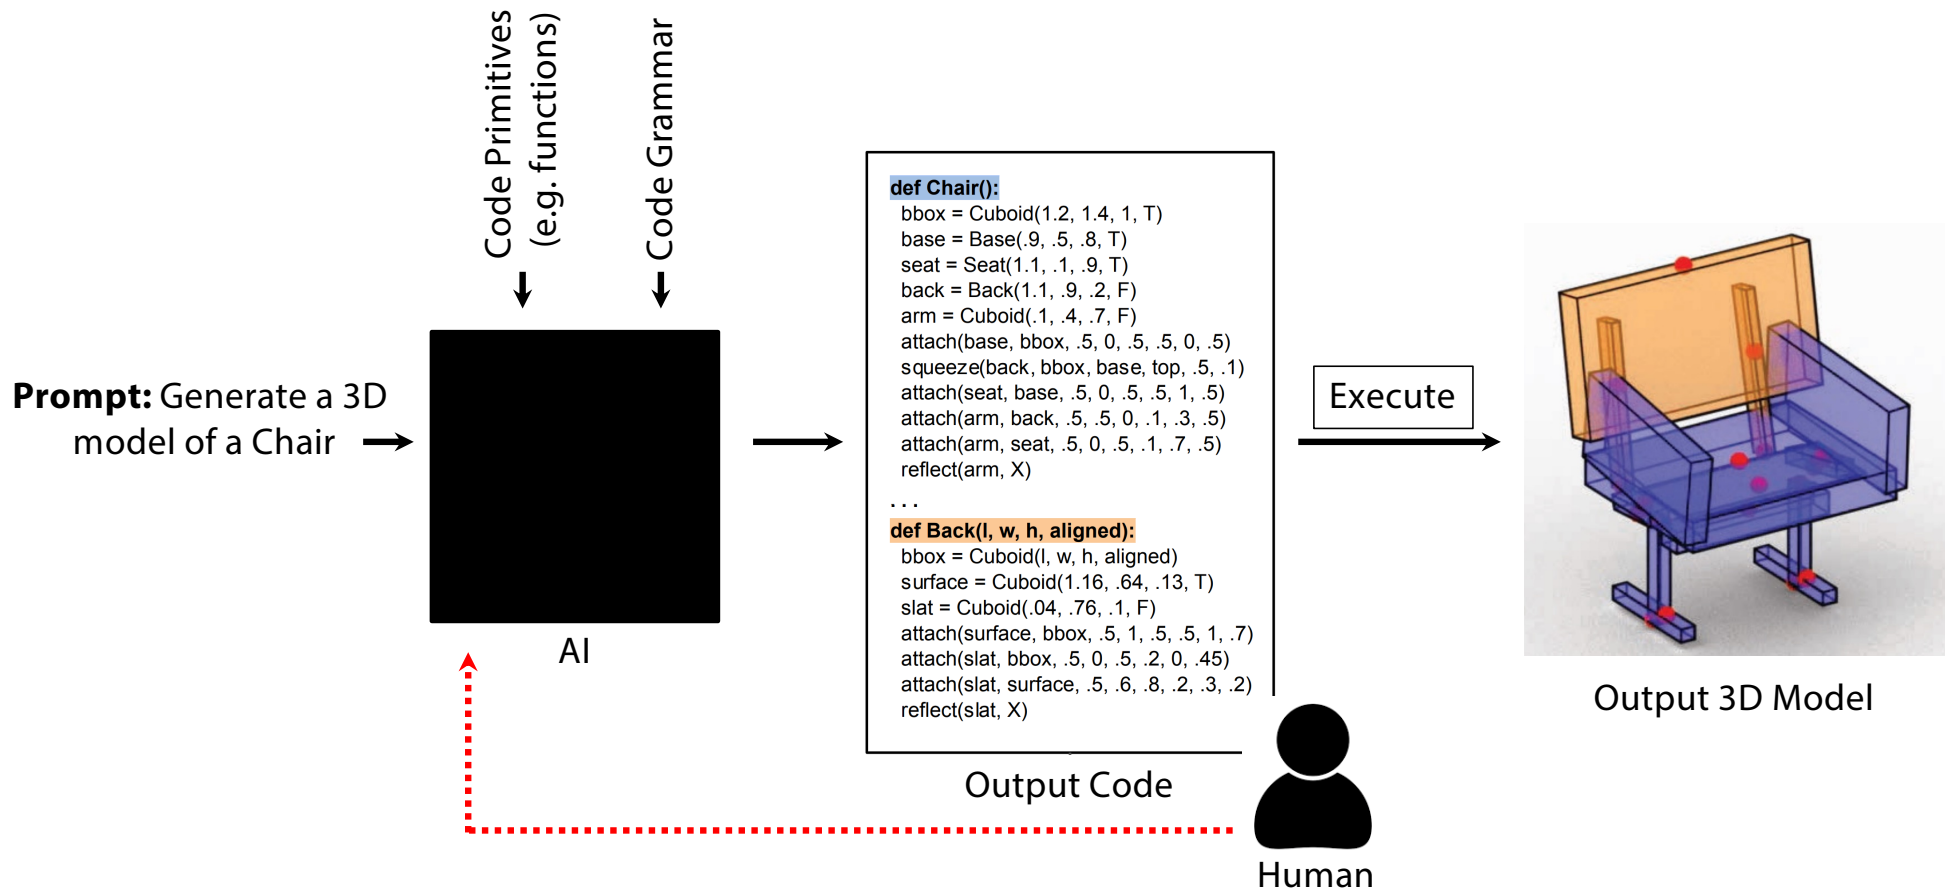 Code Primitives
(e.g. functions)
Code Grammar
Prompt: Generate a 3D
model of a Chair
AI
def Chair():
bbox = Cuboid(1.2, 1.4, 1, T)
base = Base(.9, .5, .8, T)
seat = Seat(1.1, .1, .9, T)
back = Back(1.1, .9, .2, F)
arm = Cuboid(.1, .4, .7, F)
attach(base, bbox, .5, 0, .5, .5, 0, .5)
squeeze(back, bbox, base, top, .5, .1)
attach(seat, base, .5, 0, .5, .5, 1, .5)
attach(arm, back, .5, .5, 0, .1, .3, .5)
attach(arm, seat, .5, 0, .5, .1, .7, .5)
reflect(arm, X)
. . .
def Back(l, w, h, aligned):
bbox = Cuboid(l, w, h, aligned)
surface = Cuboid(1.16, .64, .13, T)
slat = Cuboid(.04, .76, .1, F)
attach(surface, bbox, .5, 1, .5, .5, 1, .7)
attach(slat, bbox, .5, 0, .5, .2, 0, .45)
attach(slat, surface, .5, .6, .8, .2, .3, .2)
reflect(slat, X)
Output Code
Human
Execute
Output 3D Model